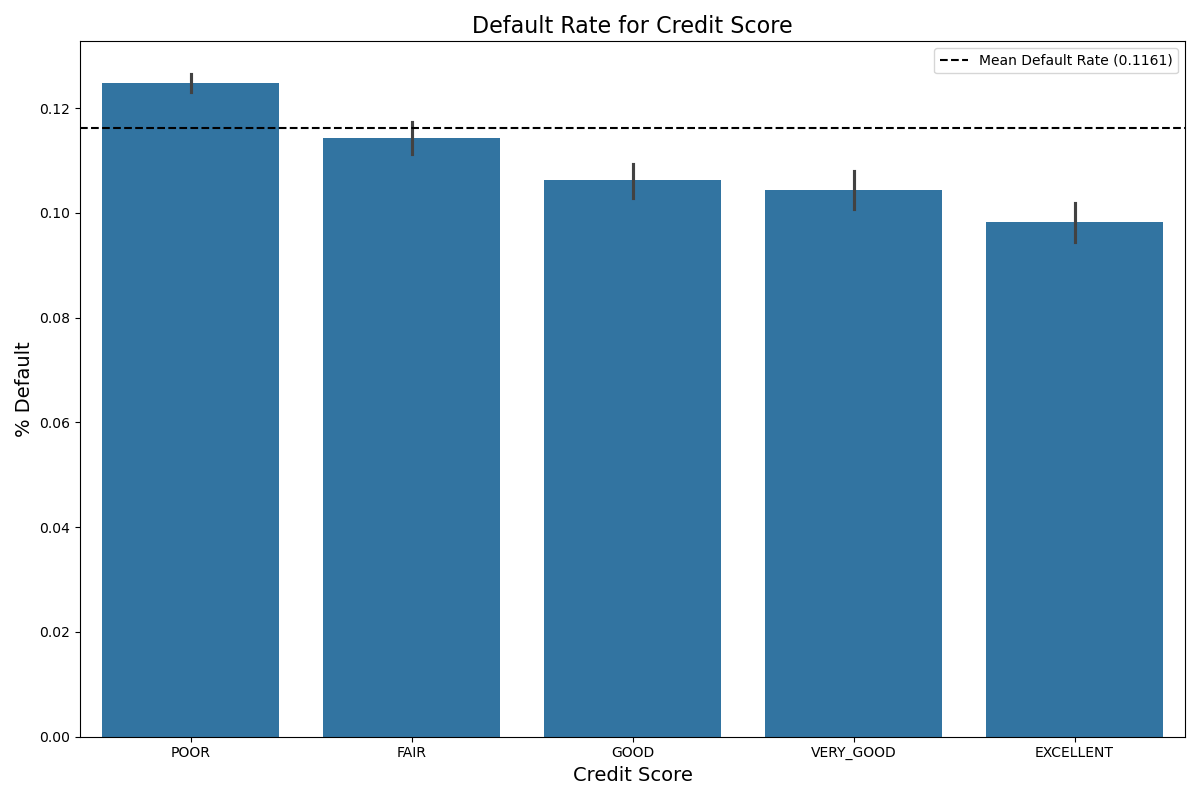 Default Rate for Credit Score
Mean Default Rate (0.1161)
% Default
0.12
0.10
0.08
0.06
0.04
0.02
0.00
POOR
FAIR
GOOD
VERY_GOOD
EXCELLENT
Credit Score